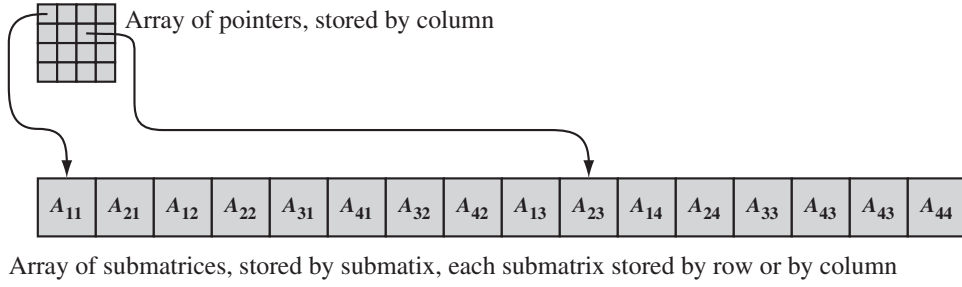 Array of pointers, stored by column
A11 A21 A12 A22 A31 A41 A32 A42 A13 A23 A14 A24 A33 A43 A43 A44
Array of submatrices, stored by submatix, each submatrix stored by row or by column